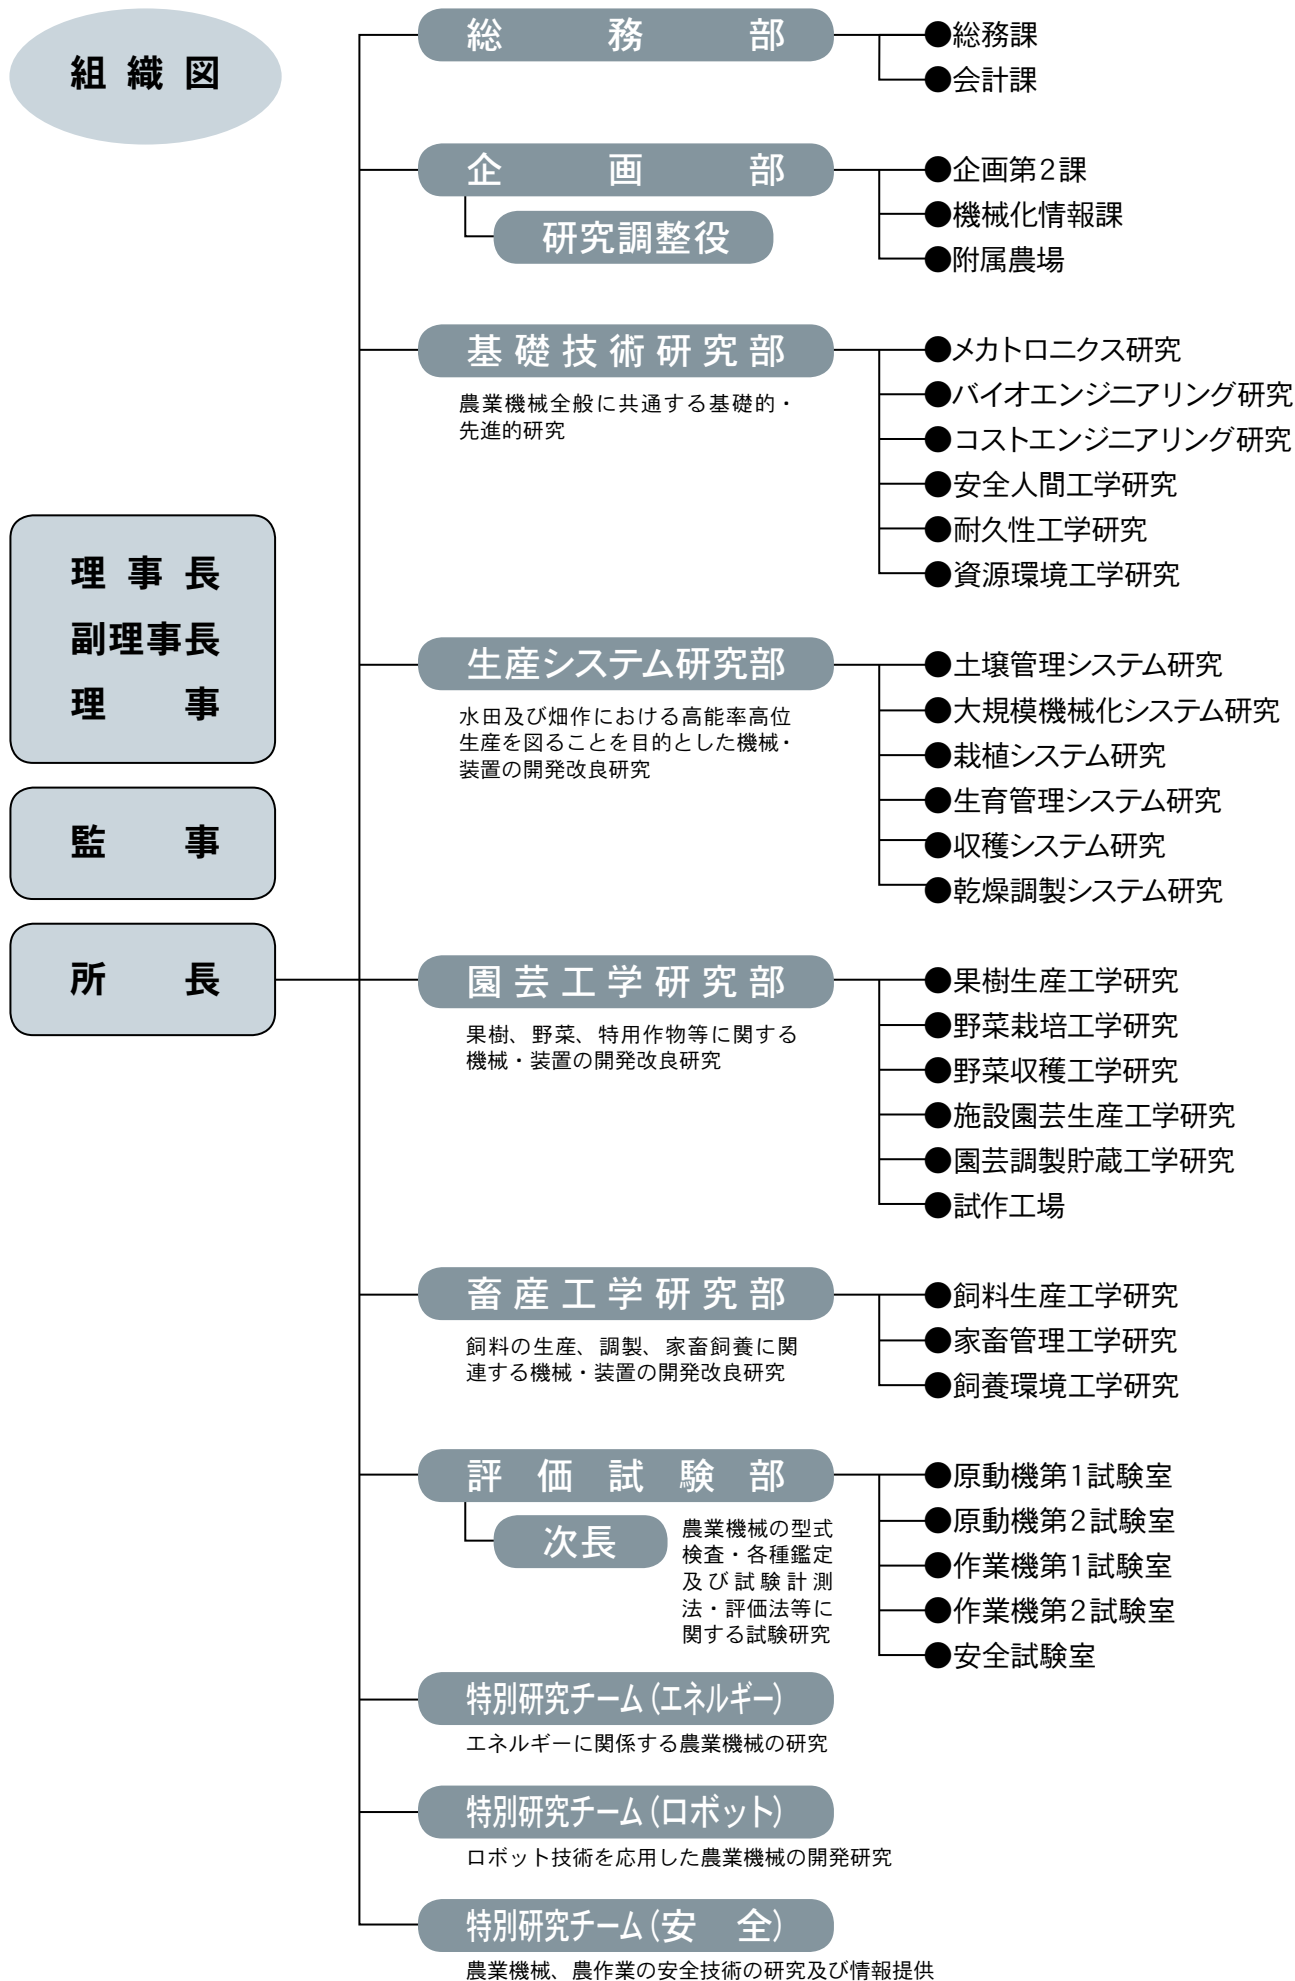 組織図
理事長
副理事長
理事
監事
所長
総務部
●総務課
●会計課
企画部
研究調整役
●企画第2課
●機械化情報課
●附属農場
基礎技術研究部
農業機械全般に共通する基礎的・
先進的研究
●メカトロニクス研究
●バイオエンジニアリング研究
●コストエンジニアリング研究
●安全人間工学研究
●耐久性工学研究
●資源環境工学研究
生産システム研究部
水田及び畑作における高能率高位
生産を図ることを目的とした機械・
装置の開発改良研究
●土壌管理システム研究
●大規模機械化システム研究
●栽植システム研究
●生育管理システム研究
●収穫システム研究
●乾燥調製システム研究
園芸工学研究部
果樹、野菜、特用作物等に関する
機械・装置の開発改良研究
●果樹生産工学研究
●野菜栽培工学研究
●野菜収穫工学研究
●施設園芸生産工学研究
●園芸調製貯蔵工学研究
●試作工場
畜産工学研究部
飼料の生産、調製、家畜飼養に関
連する機械・装置の開発改良研究
●飼料生産工学研究
●家畜管理工学研究
●飼養環境工学研究
評価試験部
次長
農業機械の型式
検査・各種鑑定
及び試験計測
法・評価法等に
関する試験研究
●原動機第1試験室
●原動機第2試験室
●作業機第1試験室
●作業機第2試験室
●安全試験室
特別研究チーム(エネルギー)
エネルギーに関係する農業機械の研究
特別研究チーム(ロボット)
ロボット技術を応用した農業機械の開発研究
特別研究チーム(安全)
農業機械、農作業の安全技術の研究及び情報提供